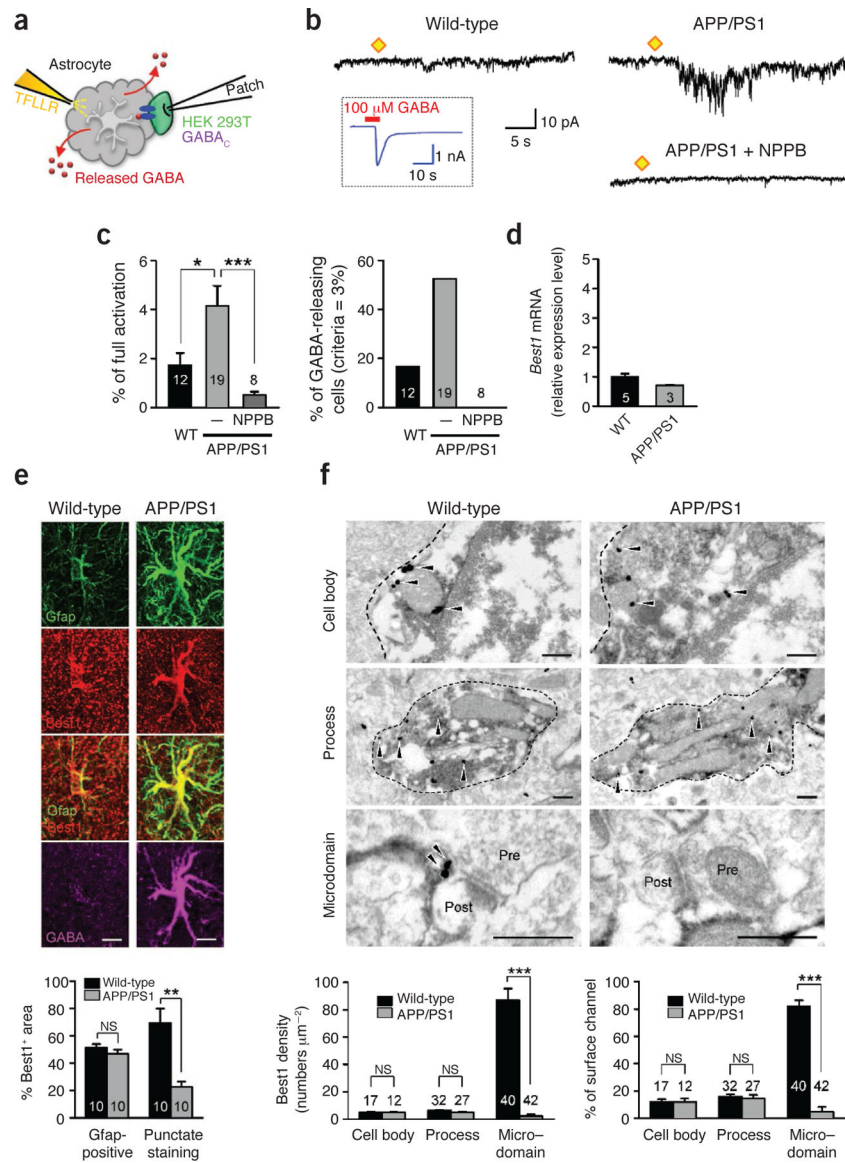 a
Astrocyte
TFLLR
Patch
HEK 293T
GABAC
Released GABA
b
Wild-type
APP/PS1
100 μM GABA
1 nA
10 s
10 pA
5 s
APP/PS1 + NPPB
c
% of full activation
6
4
2
0
* ***
12 19 8
WT – NPPB
APP/PS1
% of GABA-releasing
cells (criteria = 3%)
60
40
20
0
12 19 8
WT – NPPB
APP/PS1
d
Best1 mRNA
(relative expression level)
5
4
3
2
1
0
5 3
WT APP/PS1
e
Wild-type APP/PS1
Gfap
Best1
Gfap
Best1
GABA
% Best1+ area
100
80
60
40
20
0
Wild-type
APP/PS1
NS **
10 10 10 10
Gfap-
positive
Punctate
staining
f
Wild-type APP/PS1
Cell body
Process
Microdomain
Pre
Post
Post
Pre
Best1 density
(numbers μm−2)
100
80
60
40
20
0
Wild-type
APP/PS1
***
NS NS
17 12 32 27 40 42
Cell body Process Micro–
domain
% of surface channel
100
80
60
40
20
0
Wild-type
APP/PS1
***
NS NS
17 12 32 27 40 42
Cell body Process Micro–
domain